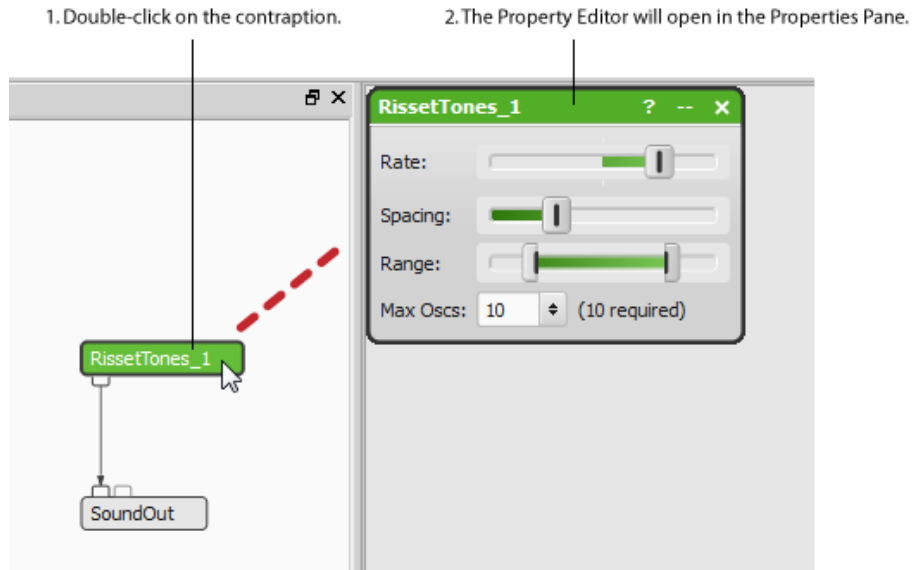 1. Double-click on the contraption.
2. The Property Editor will open in the Properties Pane.
RissetTones_1 ? -- ×
Rate:
Spacing:
Range:
Max Oscs: 10 (10 required)
RissetTones_1
SoundOut